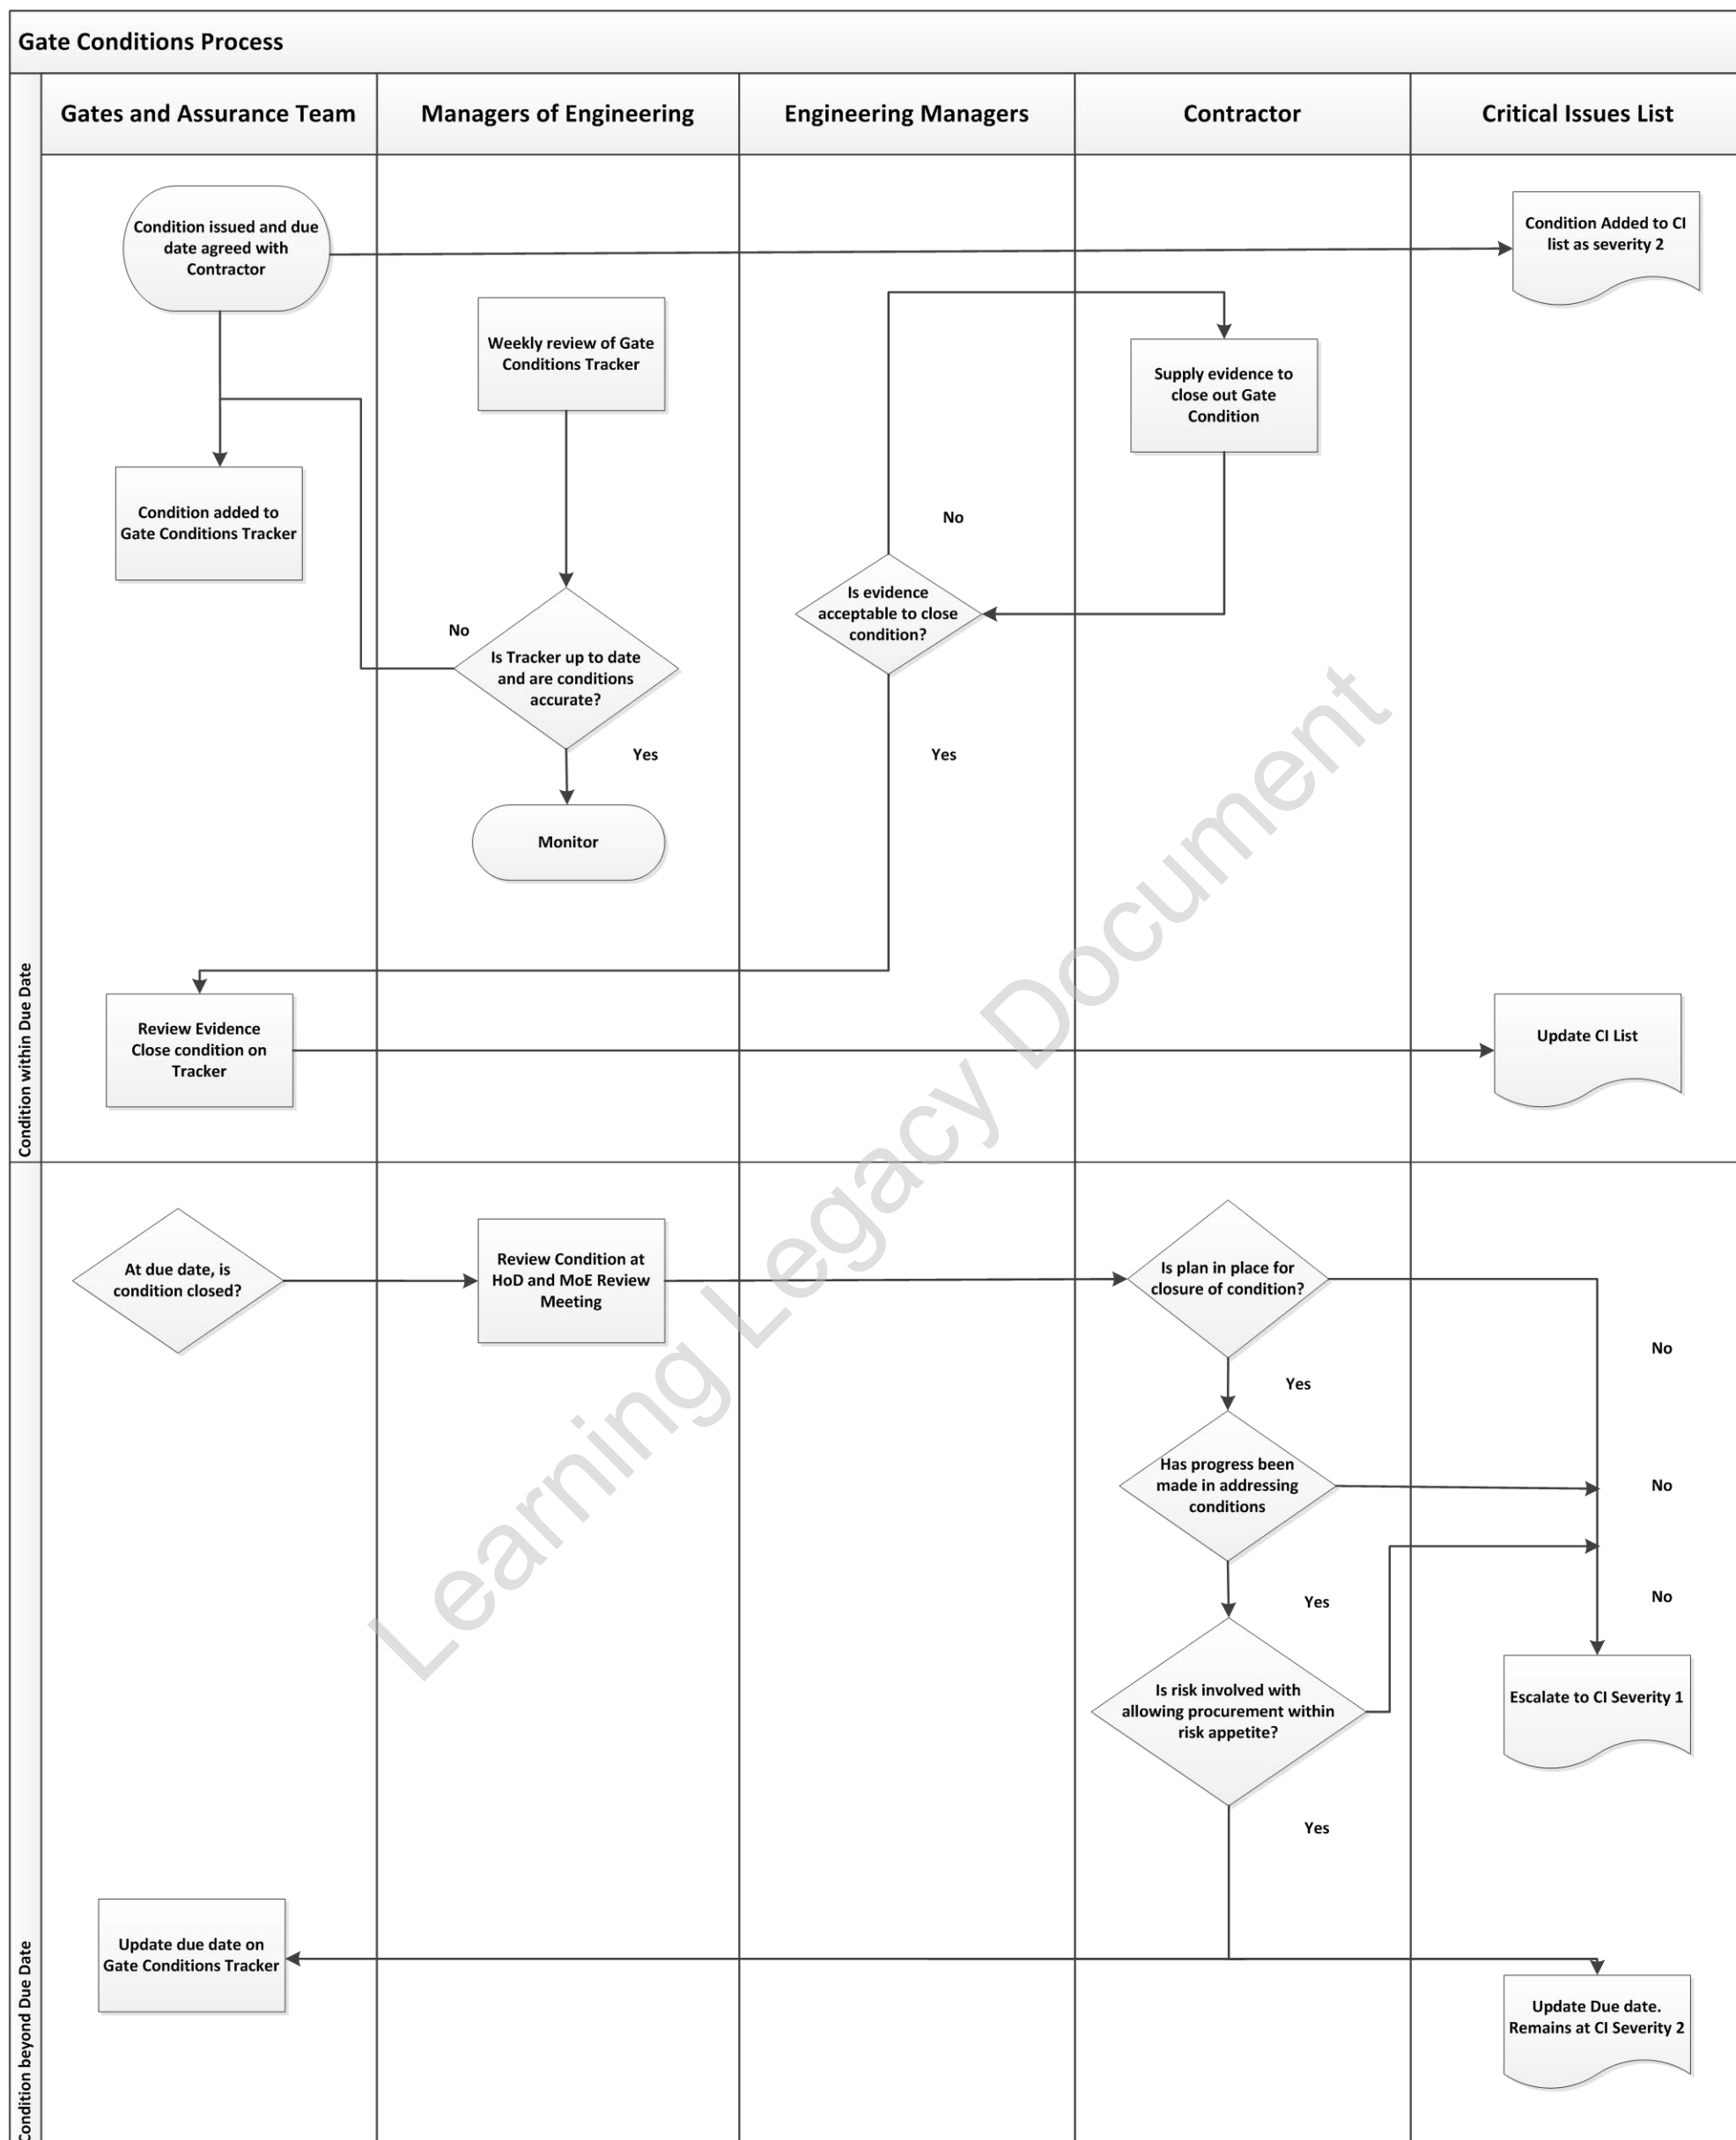 Gate Conditions Process
Gates and Assurance Team
Managers of Engineering
Engineering Managers
Contractor
Critical Issues List
Condition within Due Date
Condition issued and due
date agreed with
Contractor
Condition Added to CI
list as severity 2
Weekly review of Gate
Conditions Tracker
Supply evidence to
close out Gate
Condition
Condition added to
Gate Conditions Tracker
No
Is evidence
acceptable to close
condition?
No
Is Tracker up to date
and are conditions
accurate?
Yes
Yes
Monitor
Review Evidence
Close condition on
Tracker
Update CI List
Condition beyond Due Date
At due date, is
condition closed?
Review Condition at
HoD and MoE Review
Meeting
Is plan in place for
closure of condition?
No
Yes
Has progress been
made in addressing
conditions
No
Yes
No
Is risk involved with
allowing procurement within
risk appetite?
Escalate to CI Severity 1
Yes
Update due date on
Gate Conditions Tracker
Update Due date.
Remains at CI Severity 2
Learning Legacy Document